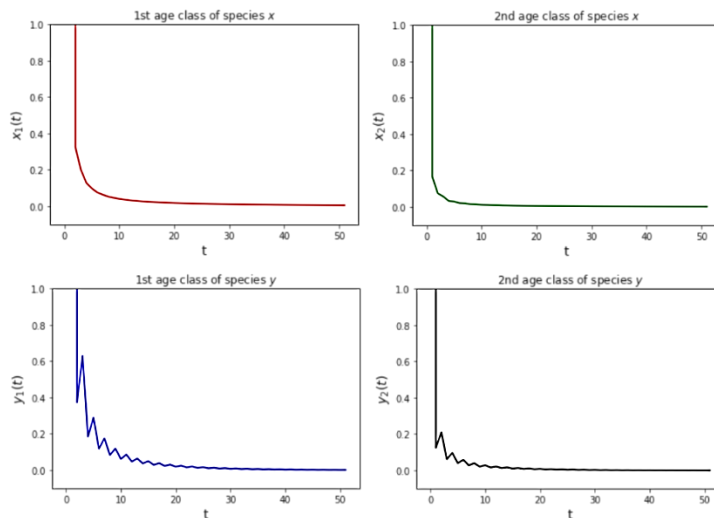 1st age class of species x
2nd age class of species x
1.0
0.8
0.6
0.4
0.2
0.0
x₁(t)
0 10 20 30 40 50
t
1.0
0.8
0.6
0.4
0.2
0.0
x₂(t)
0 10 20 30 40 50
t
1st age class of species y
2nd age class of species y
1.0
0.8
0.6
0.4
0.2
0.0
y₁(t)
0 10 20 30 40 50
t
1.0
0.8
0.6
0.4
0.2
0.0
y₂(t)
0 10 20 30 40 50
t